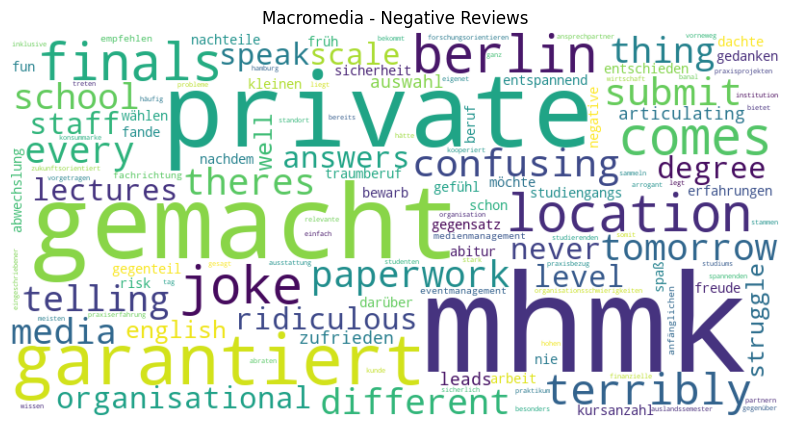 Macromedia - Negative Reviews
inklusive empfehlen nachteile früh bekommt forschungsorientieren ansprechpartner vorneweg
finals speak scale berlin thing dachte
fun hamburg sicherheit auswahl ganz entspannend entschieden gedanken
treten kleinen eigenet wirtschaft banal praxisprojekten
school häufig probleme liegt private submit institution
staff wählen standort bereits beruf negative articulating bietet
konsummarke fande well hatte
every nachdem answers kooperiert comes
abwechslung zukunftsorientiert fachrichtung theres traumberuf confusing sammeln arrogant legt degree
lectures vorgetragen bewarb gefühl möchte studiengangs erfahrungen
gemacht relevante schon location stammen
organisation gegensatz never studierenden somit
einfach medienmanagement tomorrow
gegenteil gesagt ausstattung studenten abitur stark praxisbezug studiums
eingeschriebener risk tag joke paperwork eventmanagement level spaß freude spannenden
telling meisten praxiserfahrung darüber mhmk organisationsschwierigkeiten anfänglichen struggle
media english ridiculous nie hohen
garantiert abraten zufrieden kunde leads arbeit finanzielle
organisational different sicherlich praktikum terribly partnern
wissen besonders kursanzahl auslandssemester gegenüber